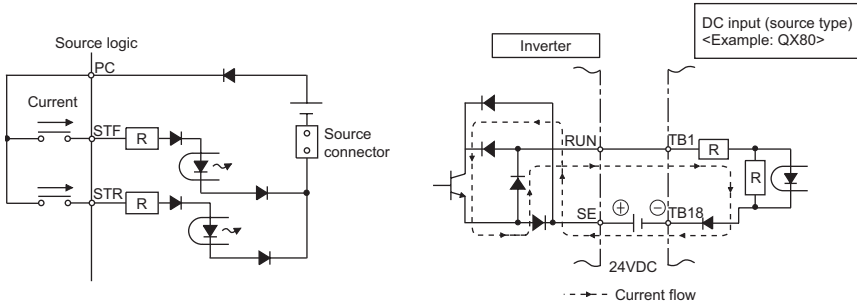 Source logic
PC
Current
STF
R
Source
connector
STR
R
Inverter
DC input (source type)
<Example: QX80>
RUN
TB1
R
R
SE
+
−
TB18
24VDC
Current flow